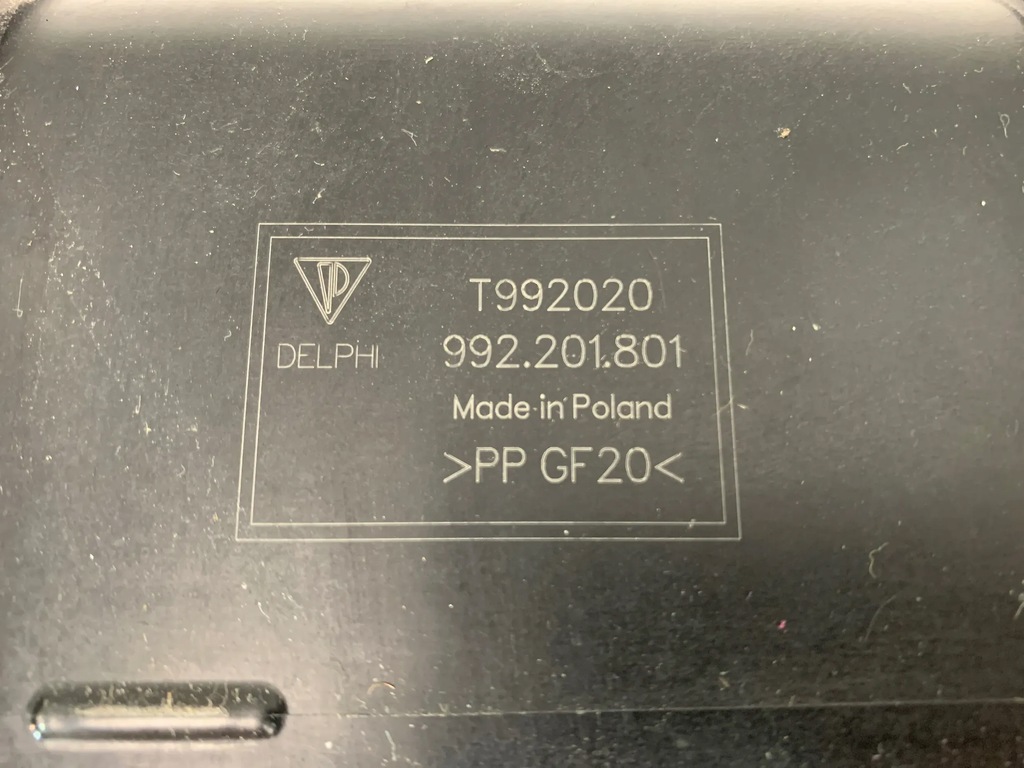 DELPHI
T992020
992.201.801
Made in Poland
>PP GF20<